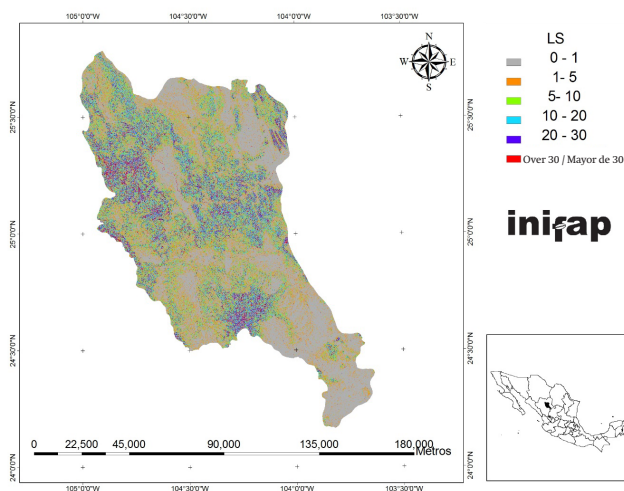 105°0'0"W 104°30'0"W 104°0'0"W 103°30'0"W
N
W E
S
25°30'0"N 25°30'0"N
25°0'0"N 25°0'0"N
24°30'0"N 24°30'0"N
24°0'0"N 24°0'0"N
0 22,500 45,000 90,000 135,000 180,000
Metros
105°0'0"W 104°30'0"W 104°0'0"W 103°30'0"W
LS
0 - 1
1- 5
5- 10
10 - 20
20 - 30
Over 30 / Mayor de 30
inifap